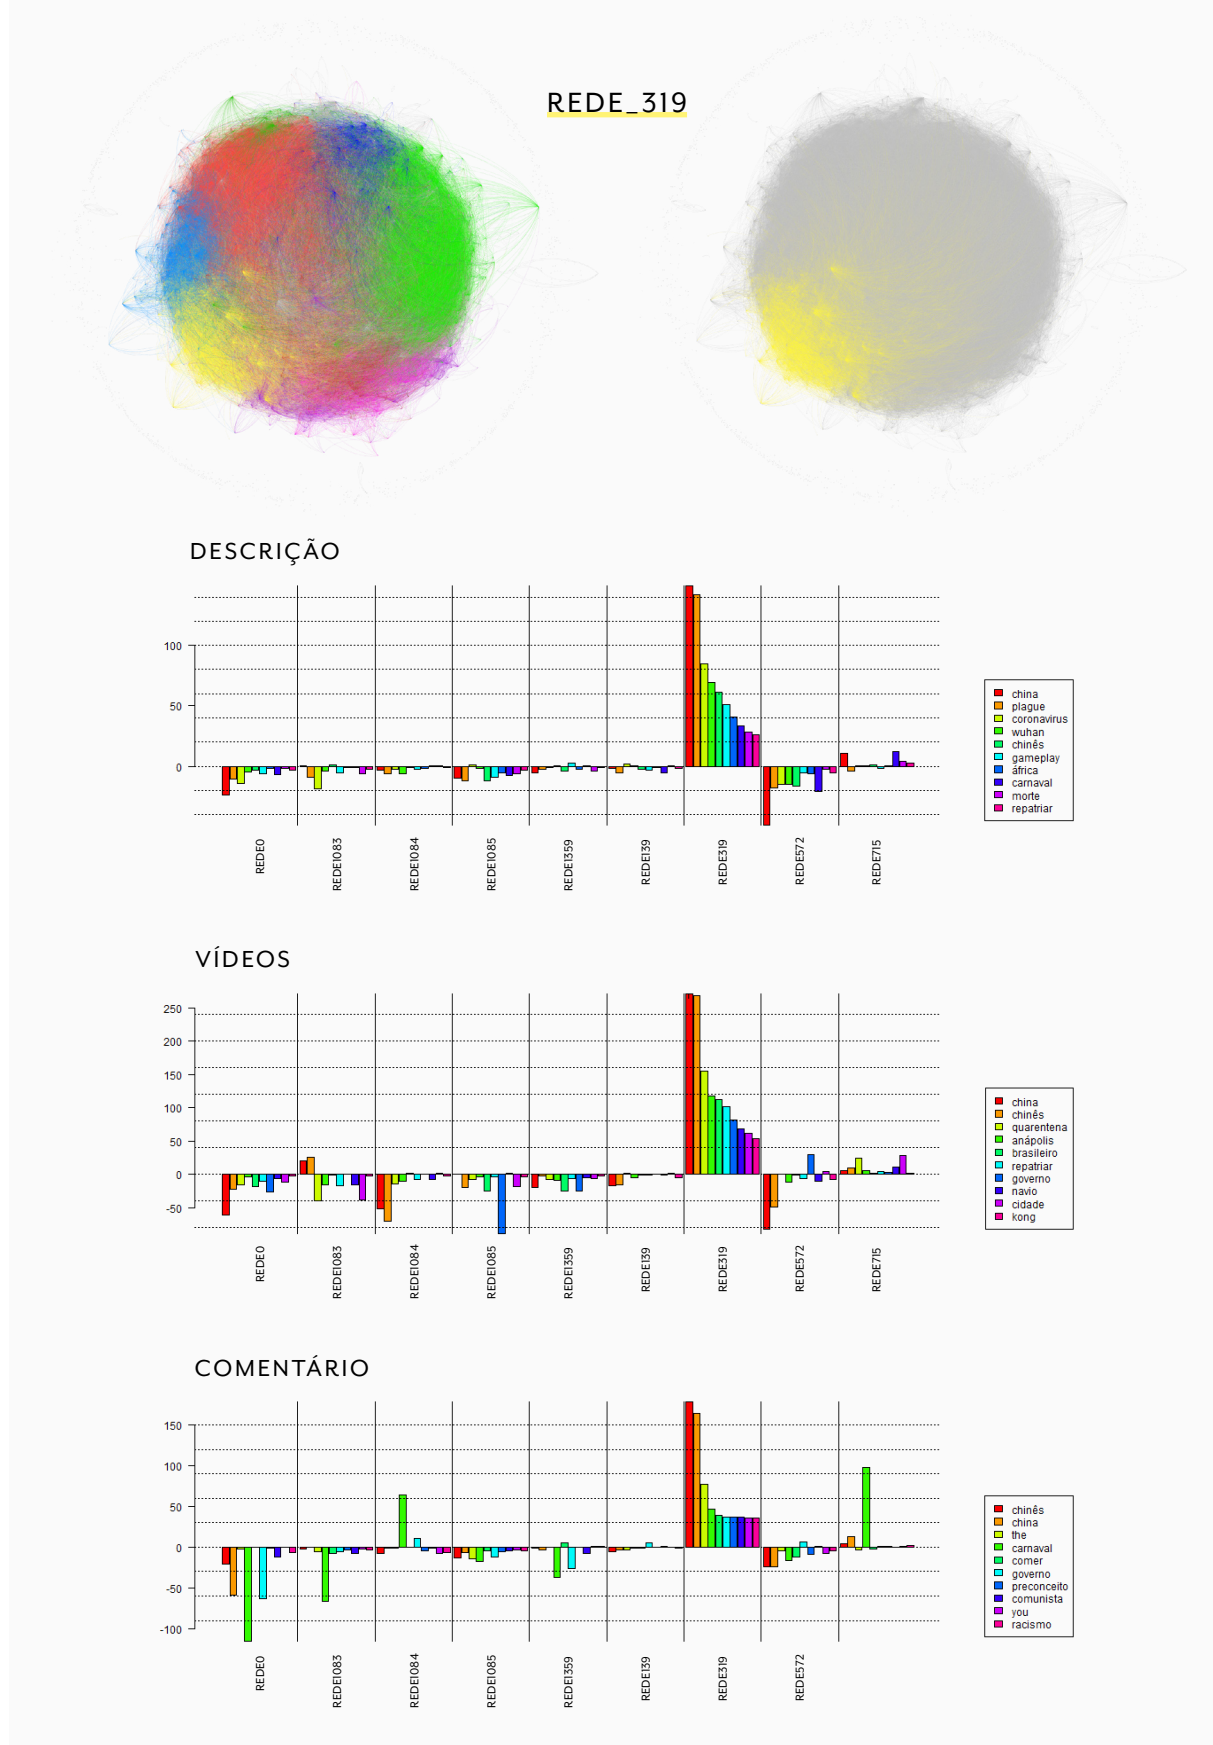 REDE_319
DESCRIÇÃO
100
50
0
china
plague
coronavirus
wuhan
chinês
gameplay
áfrica
carnaval
morte
repatriar
REDE0
REDE1083
REDE1084
REDE1085
REDE1359
REDE139
REDE319
REDE572
REDE715
VÍDEOS
250
200
150
100
50
0
-50
china
chinês
quarentena
anápolis
brasileiro
repatriar
governo
navio
cidade
kong
REDE0
REDE1083
REDE1084
REDE1085
REDE1359
REDE139
REDE319
REDE572
REDE715
COMENTÁRIO
150
100
50
0
-50
-100
chinês
china
the
carnaval
comer
governo
preconceito
comunista
you
racismo
REDE0
REDE1083
REDE1084
REDE1085
REDE1359
REDE139
REDE319
REDE572